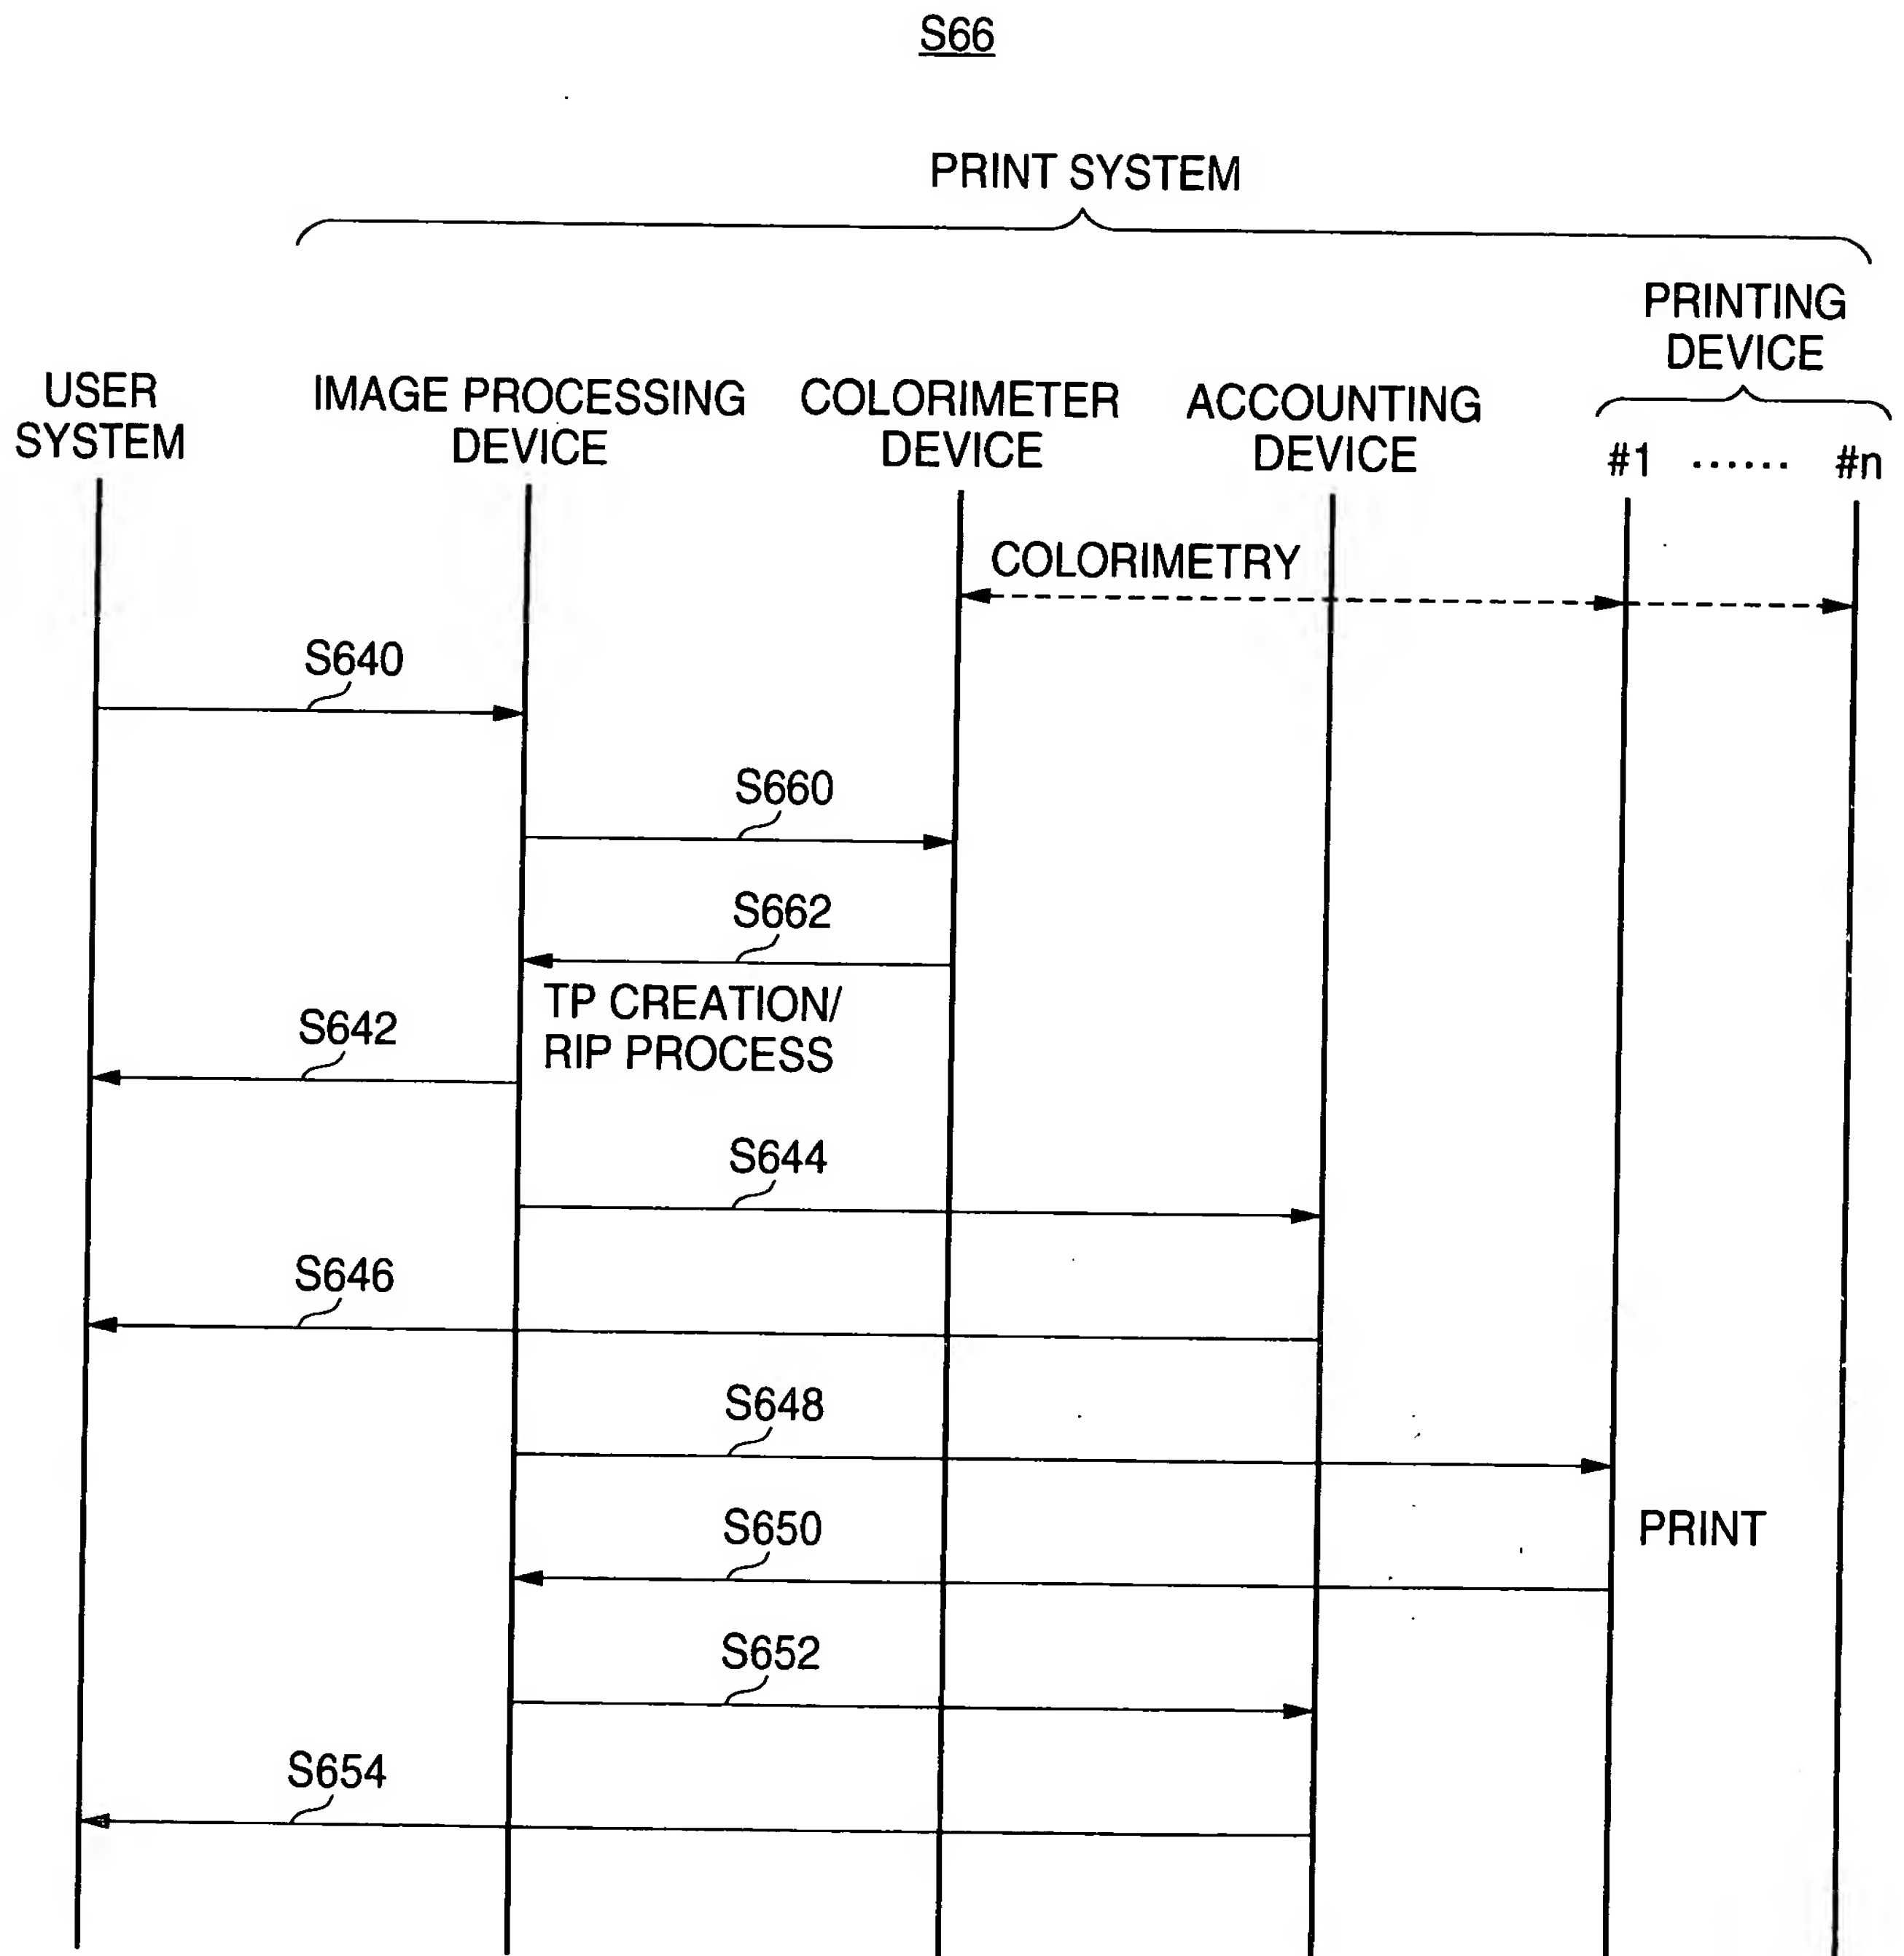 S66
PRINT SYSTEM
PRINTING
DEVICE
USER
SYSTEM
IMAGE PROCESSING
DEVICE
COLORIMETER
DEVICE
ACCOUNTING
DEVICE
#1 ...... #n
COLORIMETRY
S640
S660
S662
TP CREATION/
RIP PROCESS
S642
S644
S646
S648
PRINT
S650
S652
S654